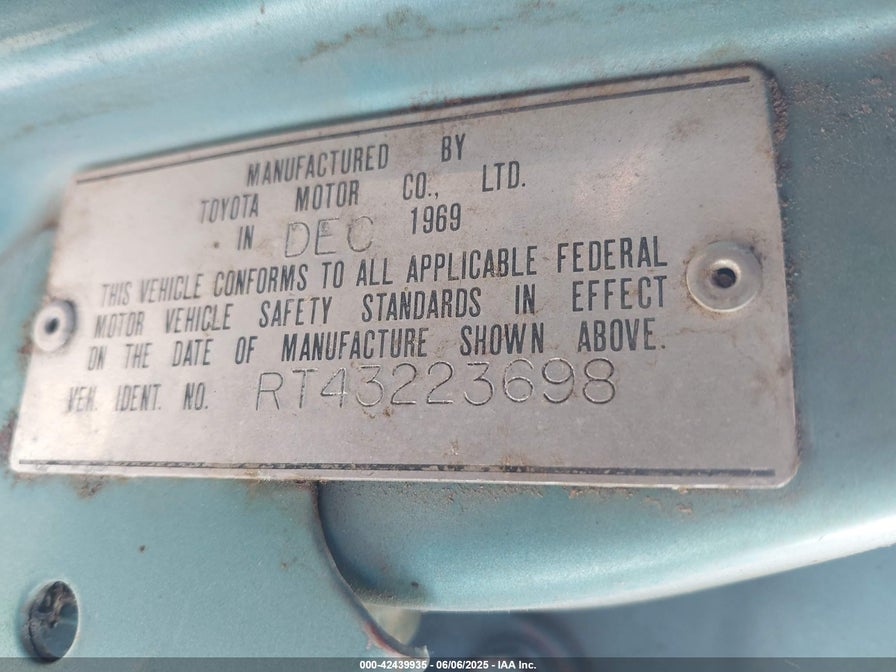 MANUFACTURED BY
TOYOTA MOTOR CO., LTD.
IN DEC 1969
THIS VEHICLE CONFORMS TO ALL APPLICABLE FEDERAL
MOTOR VEHICLE SAFETY STANDARDS IN EFFECT
ON THE DATE OF MANUFACTURE SHOWN ABOVE.
VEH. IDENT. NO. RT43223698
000-42439935 - 06/06/2025 - IAA Inc.